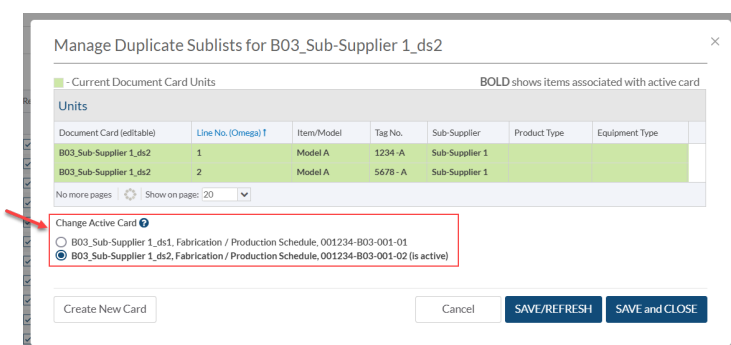 Manage Duplicate Sublists for B03_Sub-Supplier 1_ds2 ×
- Current Document Card Units BOLD shows items associated with active card
Units
Document Card (editable) Line No. (Omega) ↑ Item/Model Tag No. Sub-Supplier Product Type Equipment Type
B03_Sub-Supplier 1_ds2 1 Model A 1234 -A Sub-Supplier 1
B03_Sub-Supplier 1_ds2 2 Model A 5678 - A Sub-Supplier 1
No more pages Show on page: 20
Change Active Card ?
B03_Sub-Supplier 1_ds1, Fabrication / Production Schedule, 001234-B03-001-01
B03_Sub-Supplier 1_ds2, Fabrication / Production Schedule, 001234-B03-001-02 (is active)
Create New Card Cancel SAVE/REFRESH SAVE and CLOSE